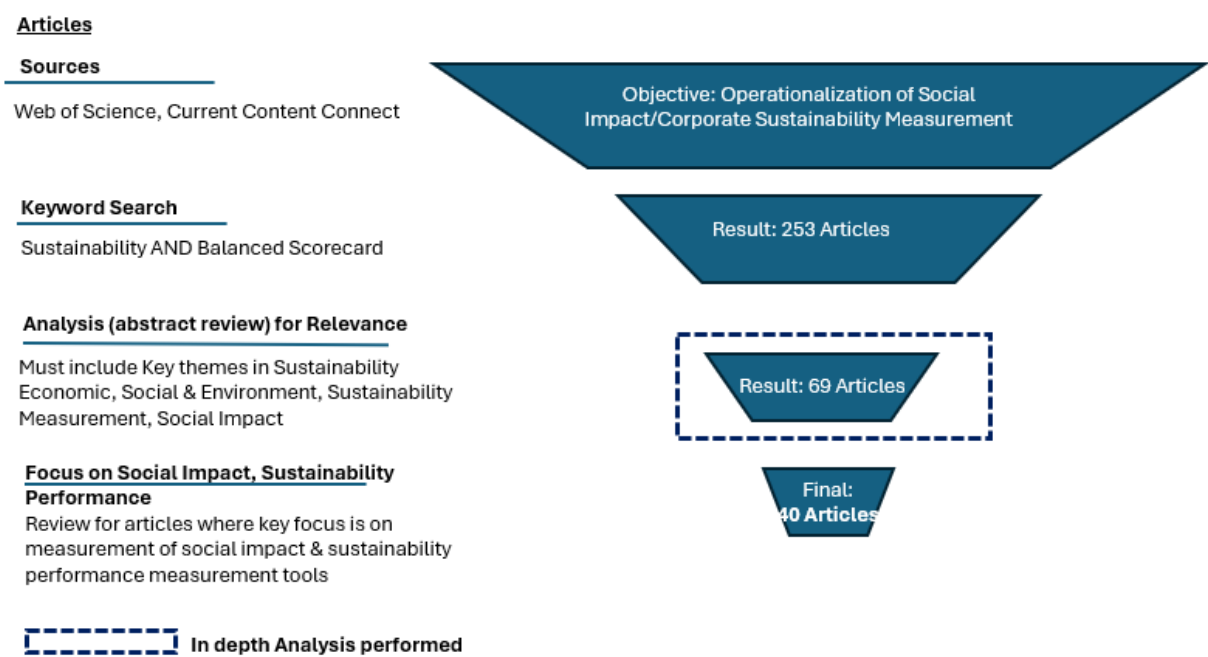 Articles
Sources
Web of Science, Current Content Connect
Objective: Operationalization of Social
Impact/Corporate Sustainability Measurement
Keyword Search
Sustainability AND Balanced Scorecard
Result: 253 Articles
Analysis (abstract review) for Relevance
Must include Key themes in Sustainability
Economic, Social & Environment, Sustainability
Measurement, Social Impact
Result: 69 Articles
Focus on Social Impact, Sustainability
Performance
Review for articles where key focus is on
measurement of social impact & sustainability
performance measurement tools
Final:
40 Articles
In depth Analysis performed